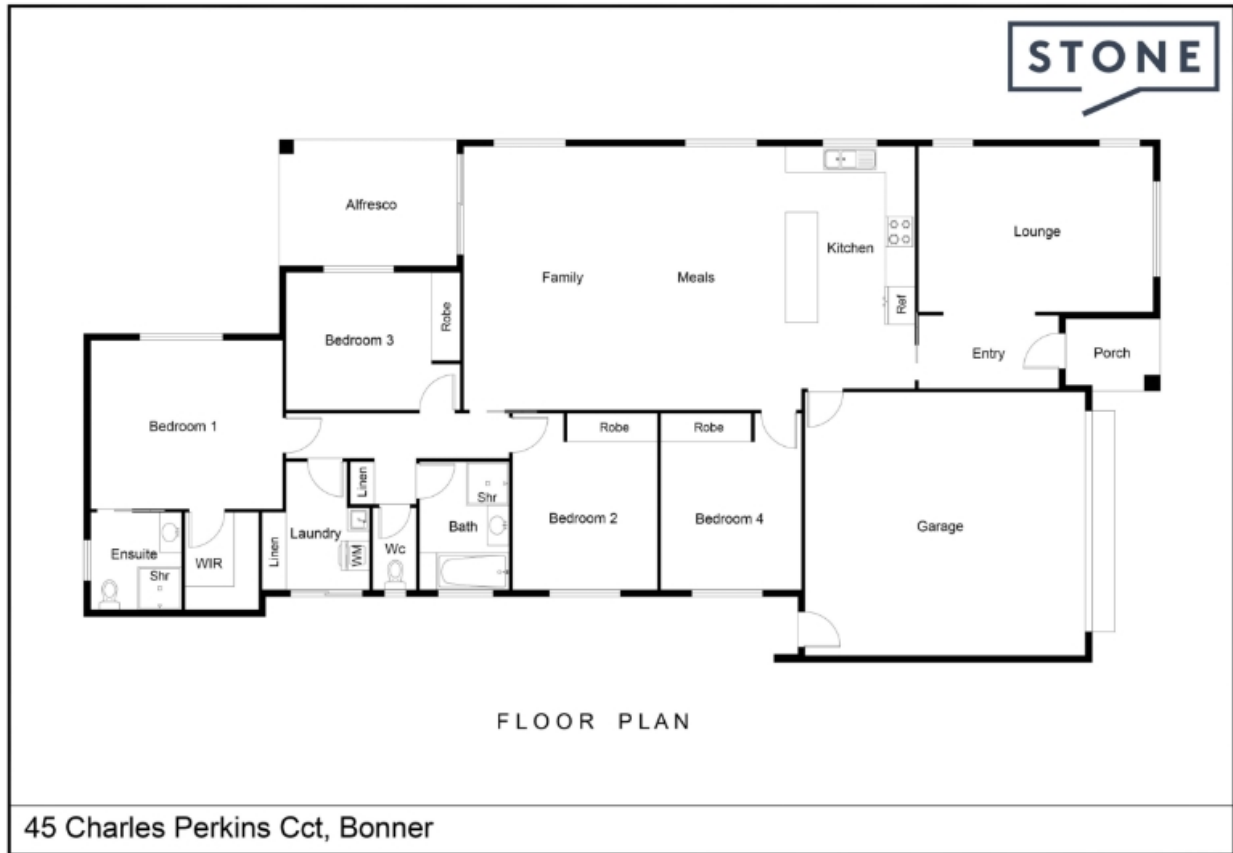 STONE
Alfresco
Family
Meals
Kitchen
Ref
Lounge
Entry
Porch
Bedroom 3
Robe
Bedroom 1
Robe
Robe
Linen
Shr
Laundry
WM
Wc
Bath
Bedroom 2
Bedroom 4
Garage
Ensuite
Shr
WIR
Linen
FLOOR PLAN
45 Charles Perkins Cct, Bonner